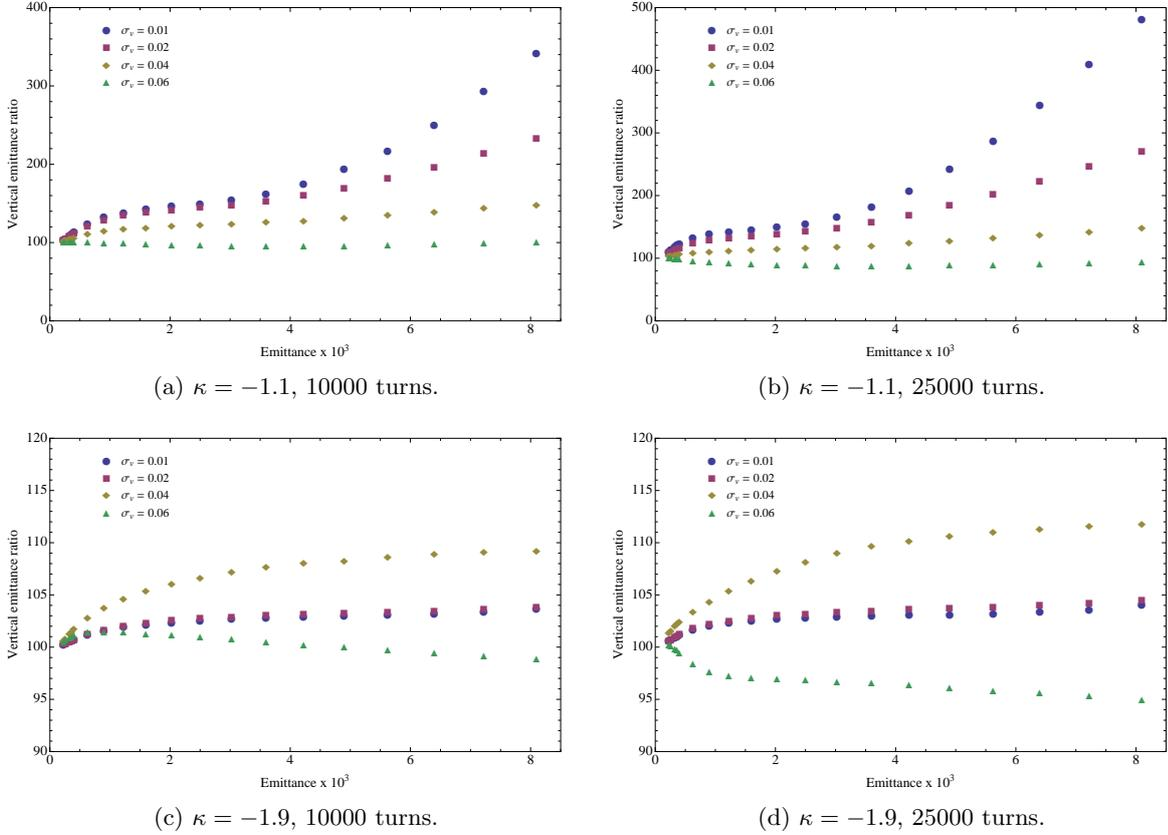 400
300
200
100
0
0 2 4 6 8
Vertical emittance ratio
Emittance x 10³
σᵥ = 0.01
σᵥ = 0.02
σᵥ = 0.04
σᵥ = 0.06
(a) κ = −1.1, 10000 turns.
500
400
300
200
100
0
0 2 4 6 8
Vertical emittance ratio
Emittance x 10³
σᵥ = 0.01
σᵥ = 0.02
σᵥ = 0.04
σᵥ = 0.06
(b) κ = −1.1, 25000 turns.
120
115
110
105
100
95
90
0 2 4 6 8
Vertical emittance ratio
Emittance x 10³
σᵥ = 0.01
σᵥ = 0.02
σᵥ = 0.04
σᵥ = 0.06
(c) κ = −1.9, 10000 turns.
120
115
110
105
100
95
90
0 2 4 6 8
Vertical emittance ratio
Emittance x 10³
σᵥ = 0.01
σᵥ = 0.02
σᵥ = 0.04
σᵥ = 0.06
(d) κ = −1.9, 25000 turns.